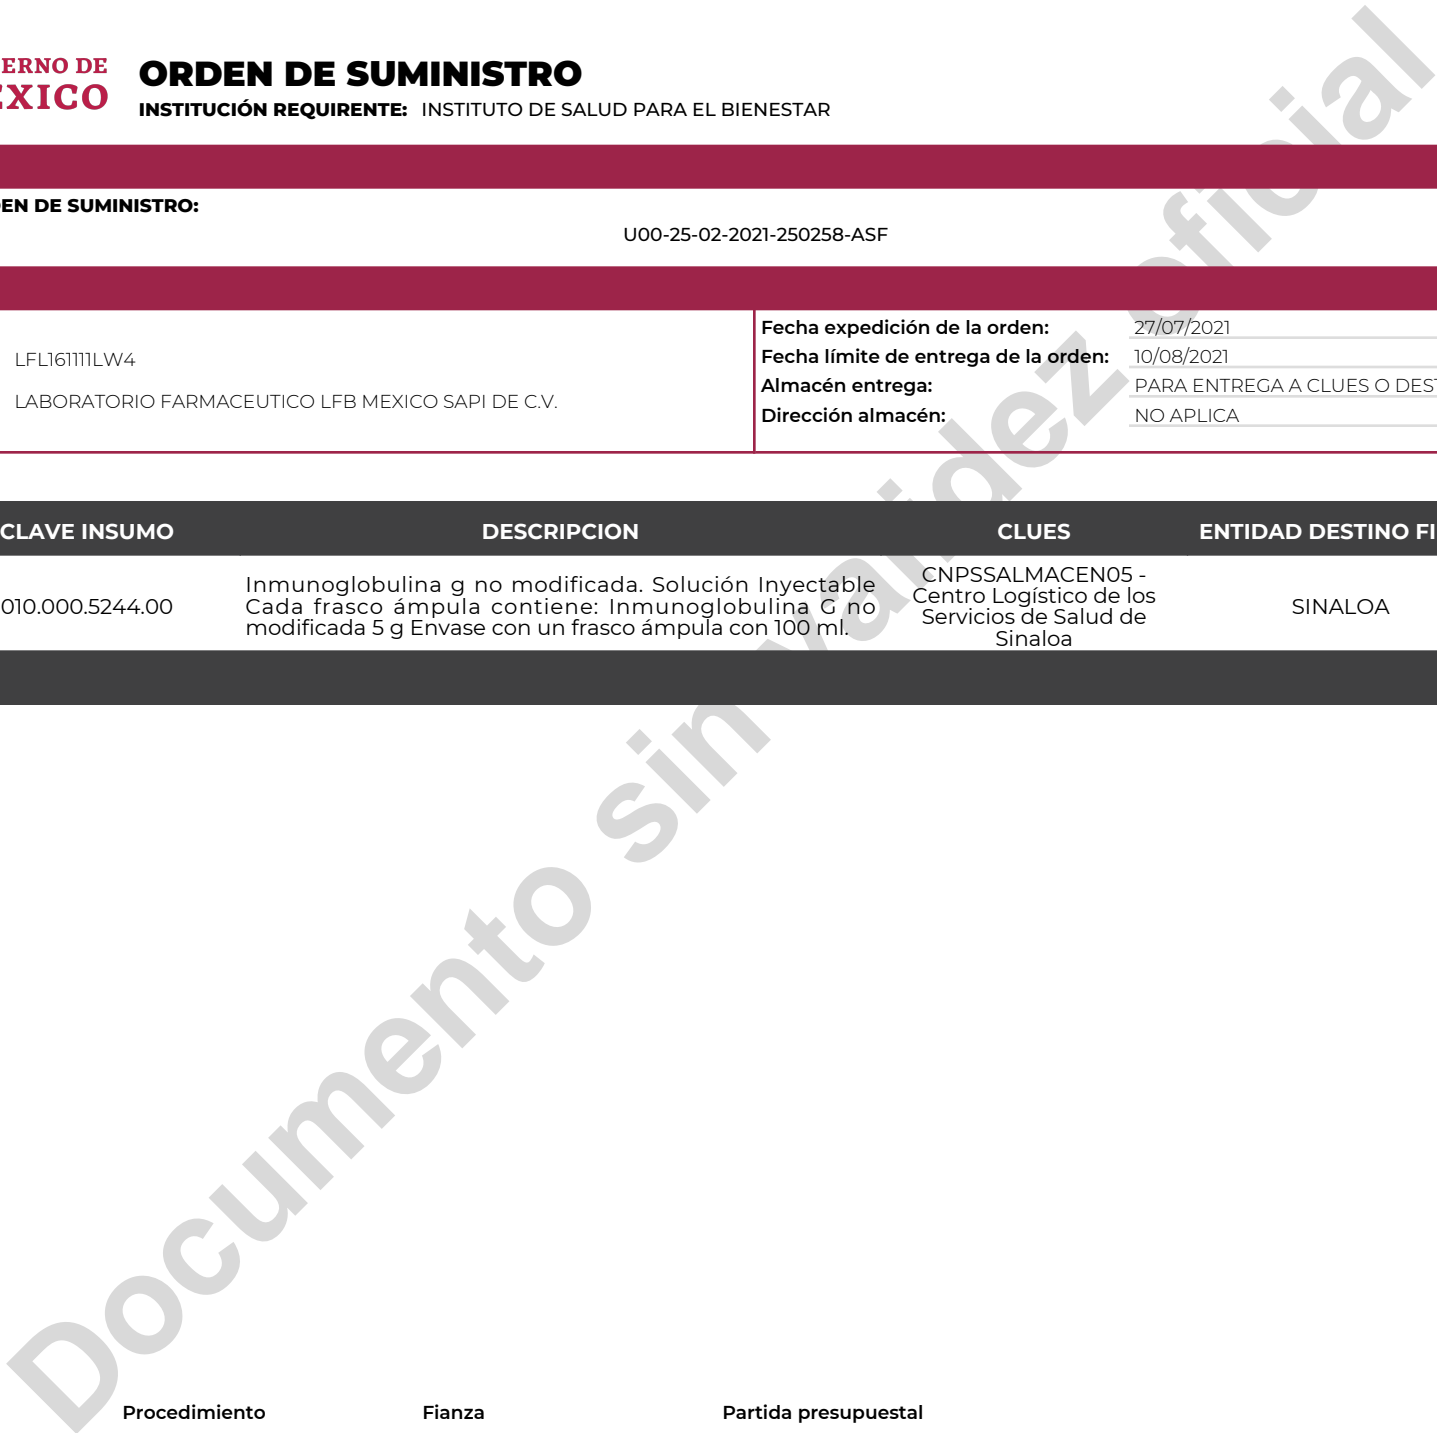 ERNO DE
ORDEN DE SUMINISTRO
INSTITUCIÓN REQUIRENTE: INSTITUTO DE SALUD PARA EL BIENESTAR
EN DE SUMINISTRO:
U00-25-02-2021-250258-ASF
LFL161111LW4
LABORATORIO FARMACEUTICO LFB MEXICO SAPI DE C.V.
Fecha expedición de la orden: 27/07/2021
Fecha límite de entrega de la orden: 10/08/2021
Almacén entrega: PARA ENTREGA A CLUES O DEST
Dirección almacén: NO APLICA
CLAVE INSUMO DESCRIPCION CLUES ENTIDAD DESTINO FI
010.000.5244.00
Inmunoglobulina g no modificada. Solución Inyectable
Cada frasco ámpula contiene: Inmunoglobulina G no
modificada 5 g Envase con un frasco ámpula con 100 ml.
CNPSSALMACEN05 -
Centro Logístico de los
Servicios de Salud de
Sinaloa
SINALOA
Documento sin validez oficial
Procedimiento Fianza Partida presupuestal